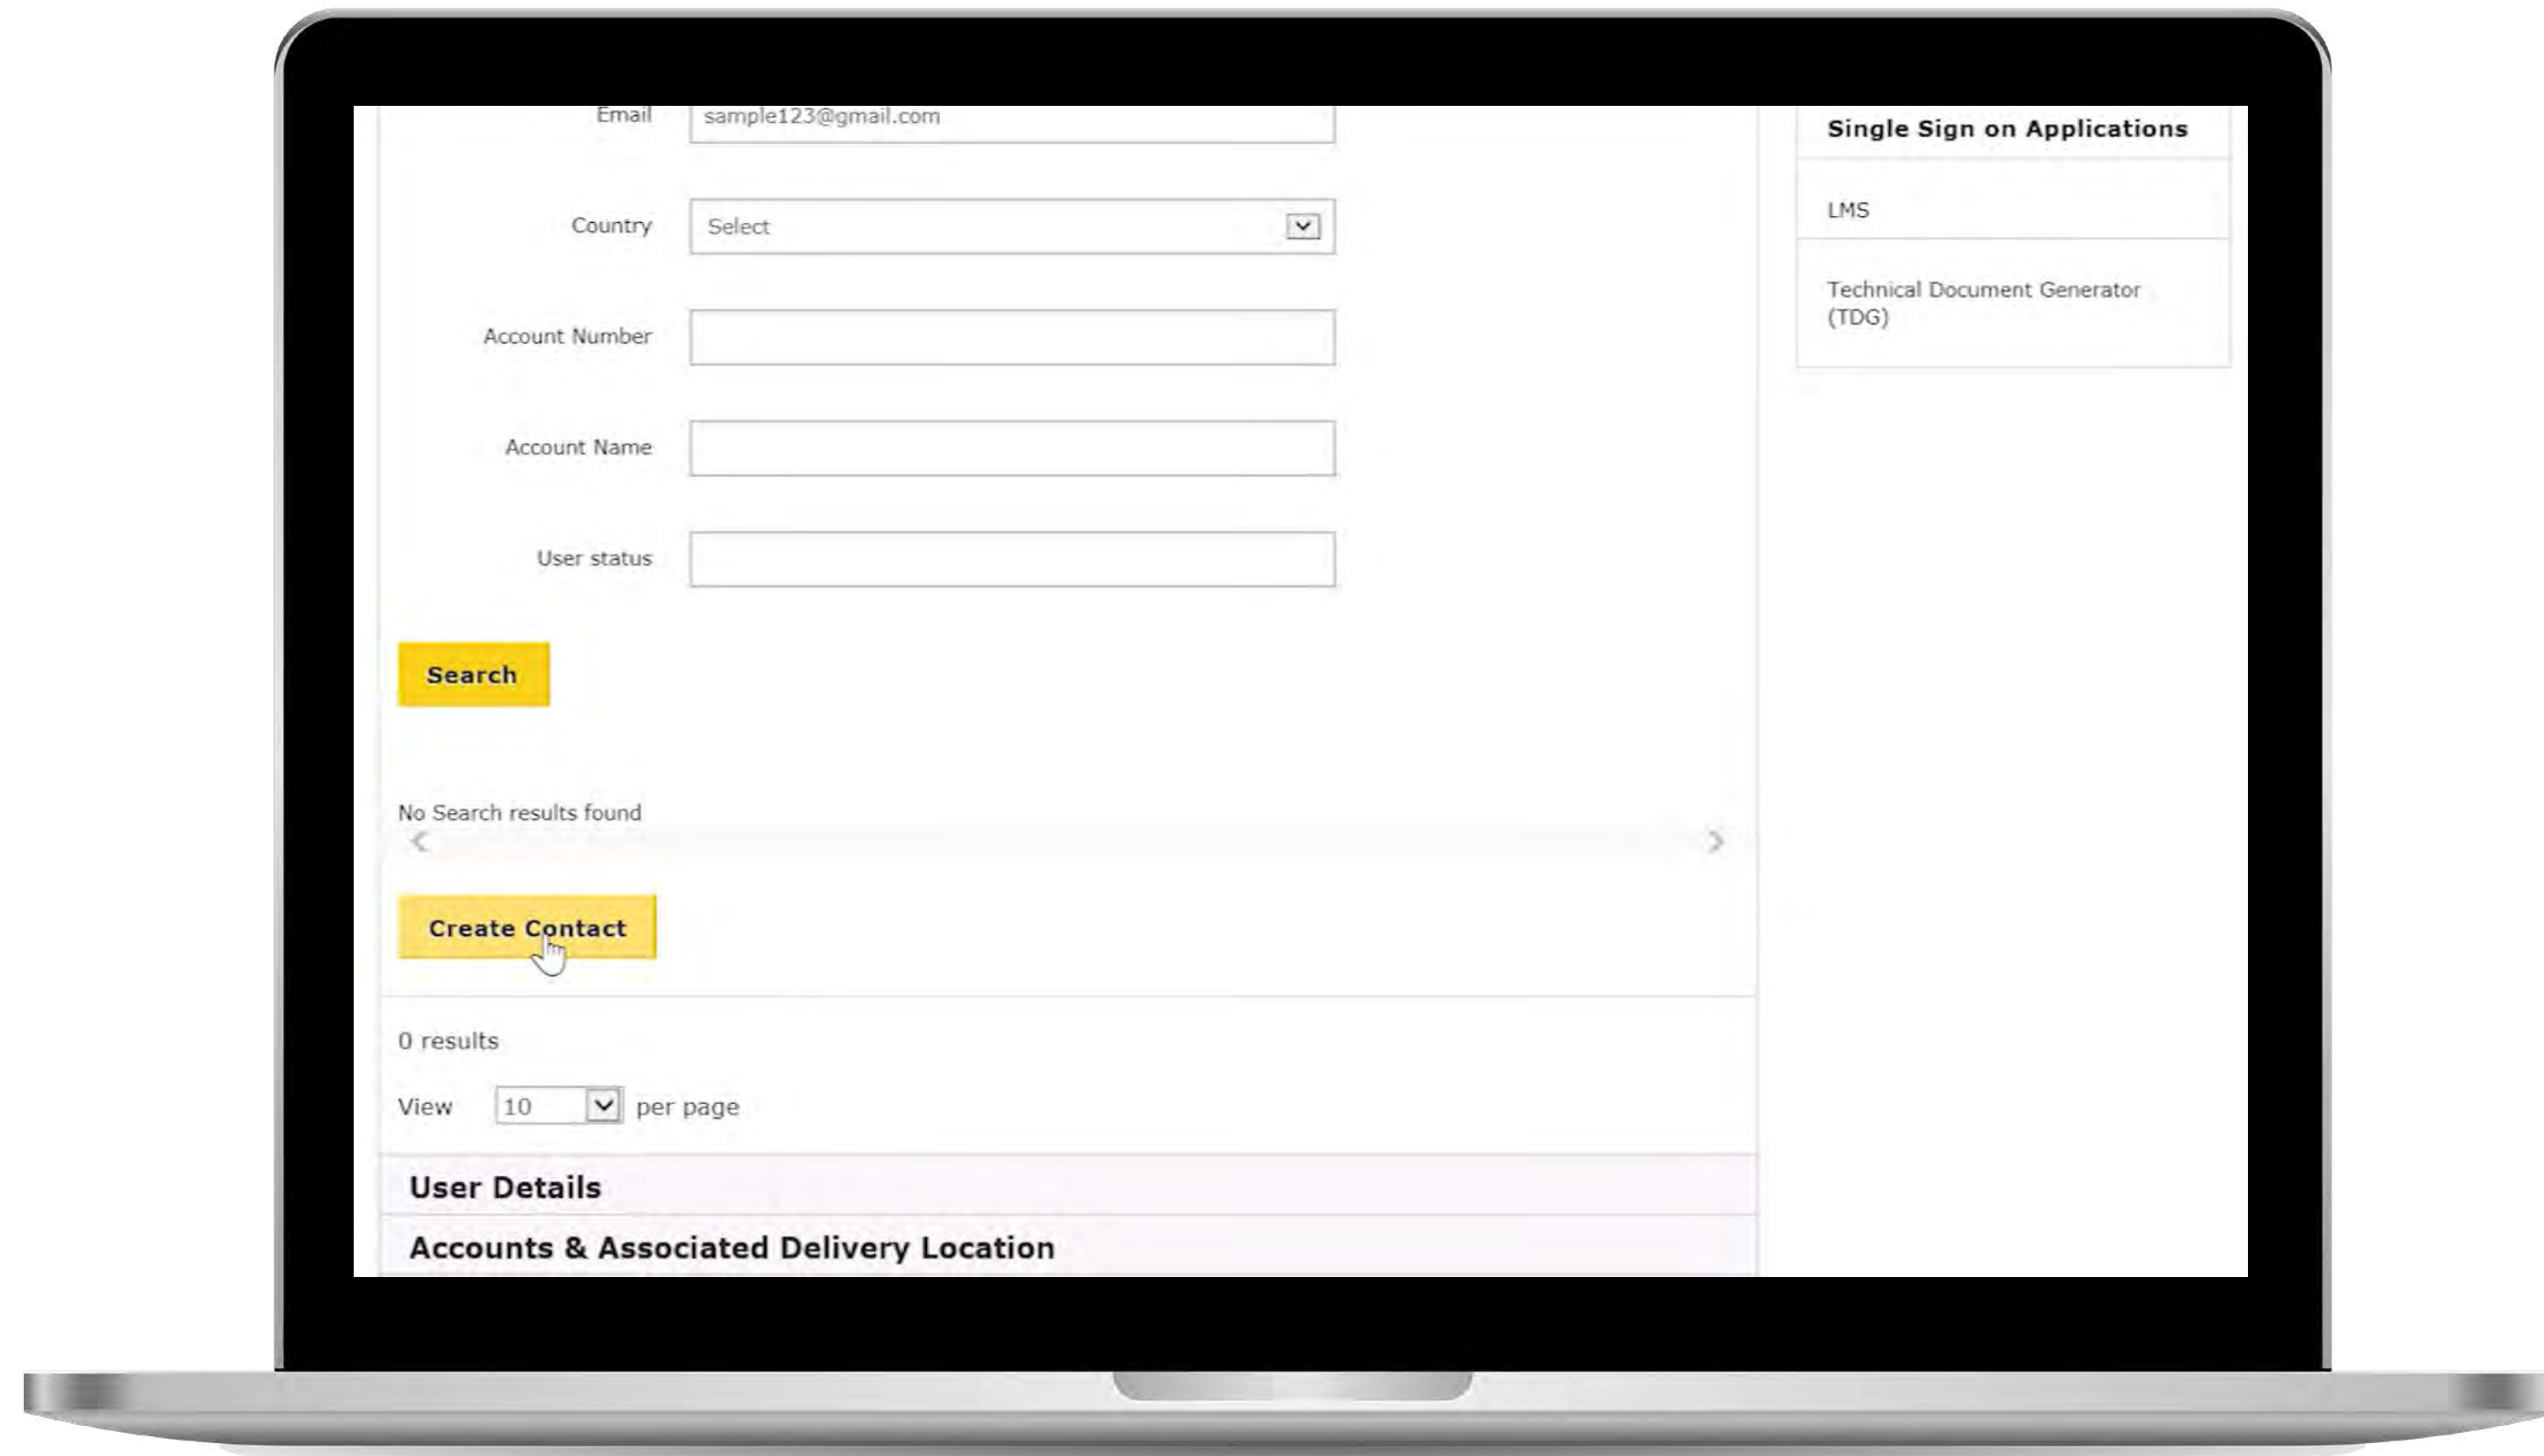 Email
sample123@gmail.com
Country
Select
Account Number
Account Name
User status
Search
No Search results found
Create Contact
0 results
View 10 per page
User Details
Accounts & Associated Delivery Location
Single Sign on Applications
LMS
Technical Document Generator
(TDG)